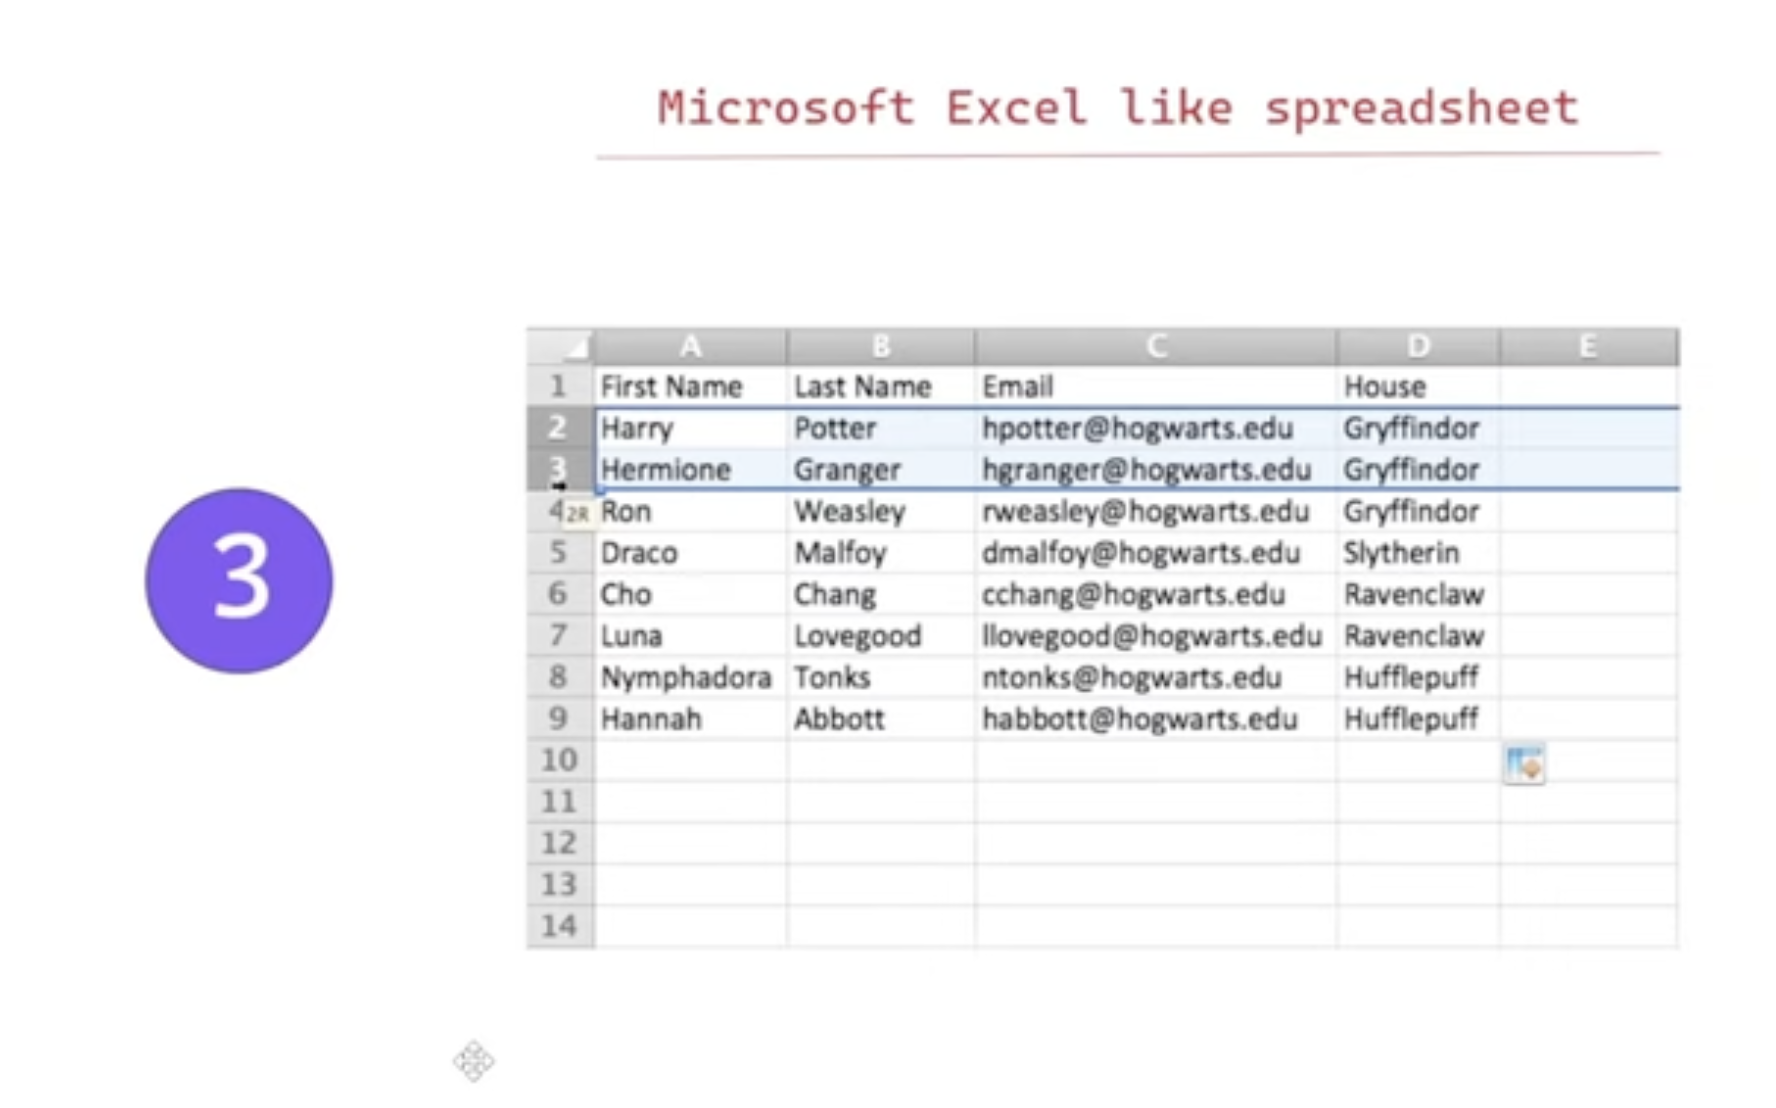 Microsoft Excel like spreadsheet
A B C D E
1 First Name Last Name Email House
2 Harry Potter hpotter@hogwarts.edu Gryffindor
3 Hermione Granger hgranger@hogwarts.edu Gryffindor
4 2R Ron Weasley rweasley@hogwarts.edu Gryffindor
3
5 Draco Malfoy dmalfoy@hogwarts.edu Slytherin
6 Cho Chang cchang@hogwarts.edu Ravenclaw
7 Luna Lovegood llovegood@hogwarts.edu Ravenclaw
8 Nymphadora Tonks ntonks@hogwarts.edu Hufflepuff
9 Hannah Abbott habbott@hogwarts.edu Hufflepuff
10
11
12
13
14